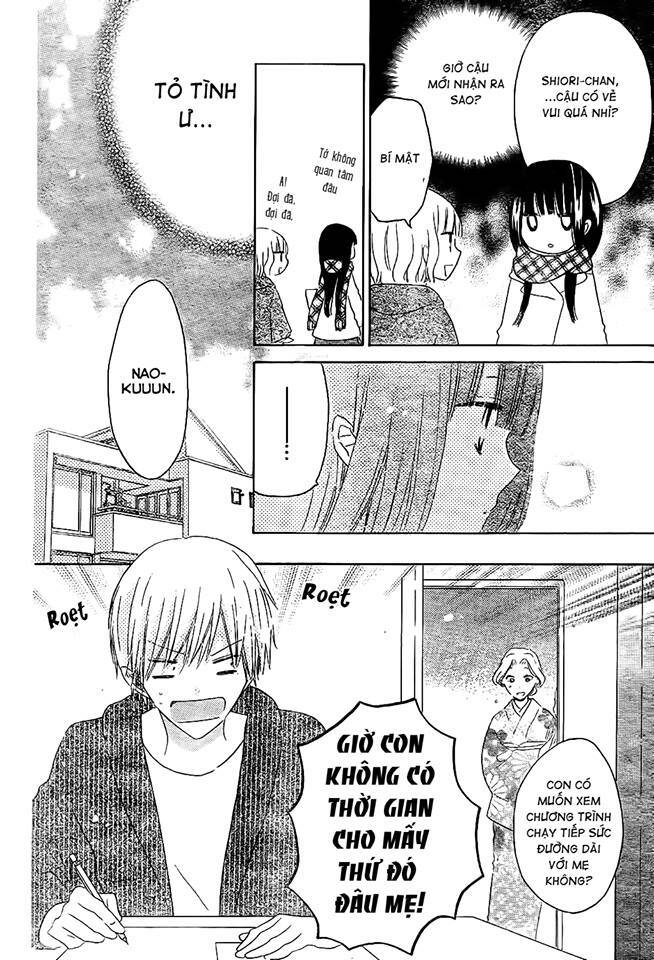 SHIORI-CHAN,
...CẬU CÓ VẺ
VUI QUÁ NHỈ?
GIỜ CẬU
MỚI NHẬN RA
SAO?
BÍ MẬT
Tớ không
quan tâm
đâu
A!
Đợi đã,
đợi đã.
TỎ TÌNH
Ư...
NAO-
KUUUN.
Roẹt
Roẹt
CON CÓ
MUỐN XEM
CHƯƠNG TRÌNH
CHẠY TIẾP SỨC
ĐƯỜNG DÀI
VỚI MẸ
KHÔNG?
GIỜ CON
KHÔNG CÓ
THỜI GIAN
CHO MẤY
THỨ ĐÓ
ĐÂU MẸ!